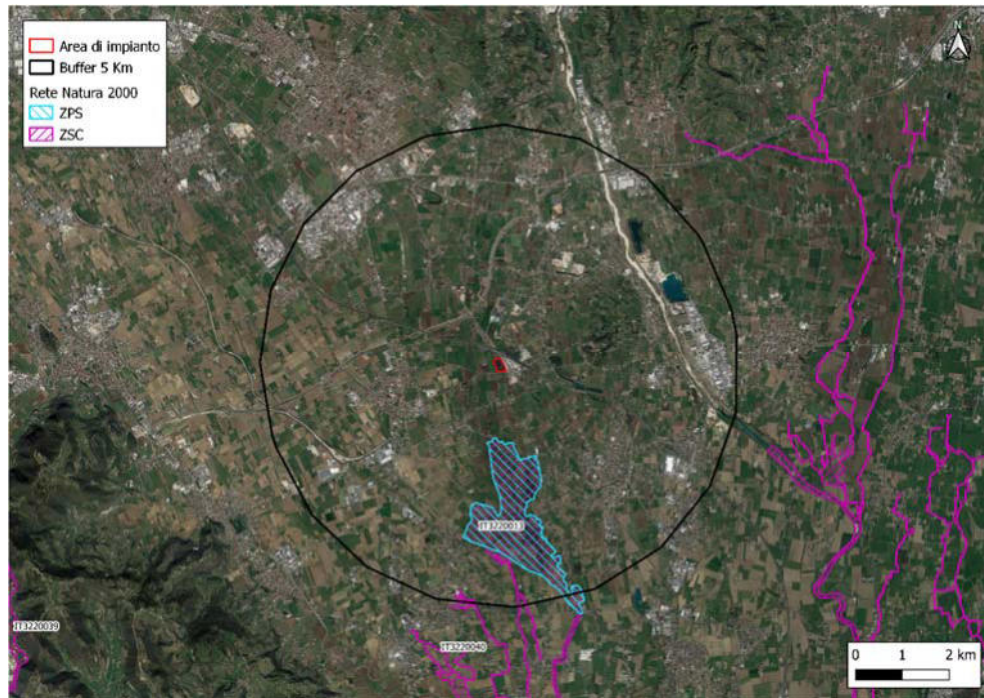 Area di impianto
Buffer 5 Km
Rete Natura 2000
ZPS
ZSC
N
IT3220013
IT3220039
IT3220040
0 1 2 km